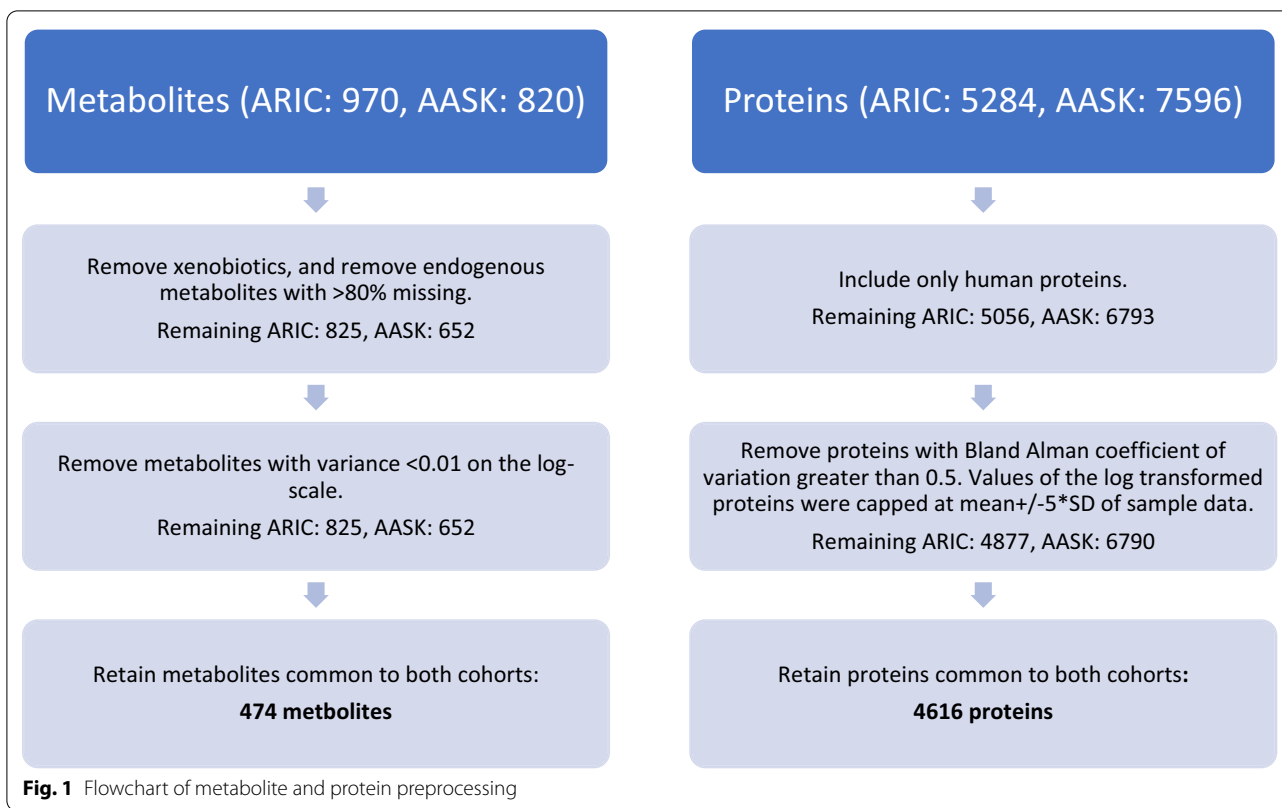 Metabolites (ARIC: 970, AASK: 820)
Remove xenobiotics, and remove endogenous
metabolites with >80% missing.
Remaining ARIC: 825, AASK: 652
Remove metabolites with variance <0.01 on the log-
scale.
Remaining ARIC: 825, AASK: 652
Retain metabolites common to both cohorts:
474 metbolites
Proteins (ARIC: 5284, AASK: 7596)
Include only human proteins.
Remaining ARIC: 5056, AASK: 6793
Remove proteins with Bland Alman coefficient of
variation greater than 0.5. Values of the log transformed
proteins were capped at mean+/-5*SD of sample data.
Remaining ARIC: 4877, AASK: 6790
Retain proteins common to both cohorts:
4616 proteins
Fig. 1 Flowchart of metabolite and protein preprocessing